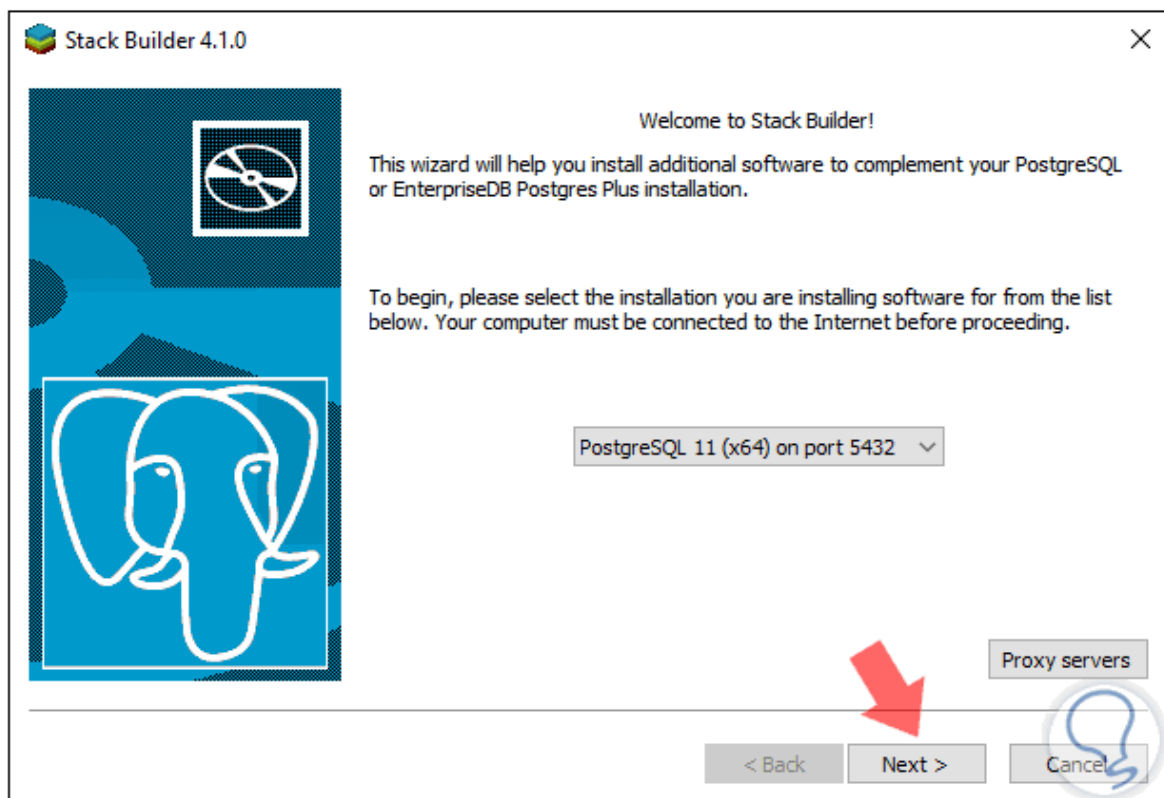 Stack Builder 4.1.0
Welcome to Stack Builder!
This wizard will help you install additional software to complement your PostgreSQL
or EnterpriseDB Postgres Plus installation.
To begin, please select the installation you are installing software for from the list
below. Your computer must be connected to the Internet before proceeding.
PostgreSQL 11 (x64) on port 5432
Proxy servers
< Back
Next >
Cancel